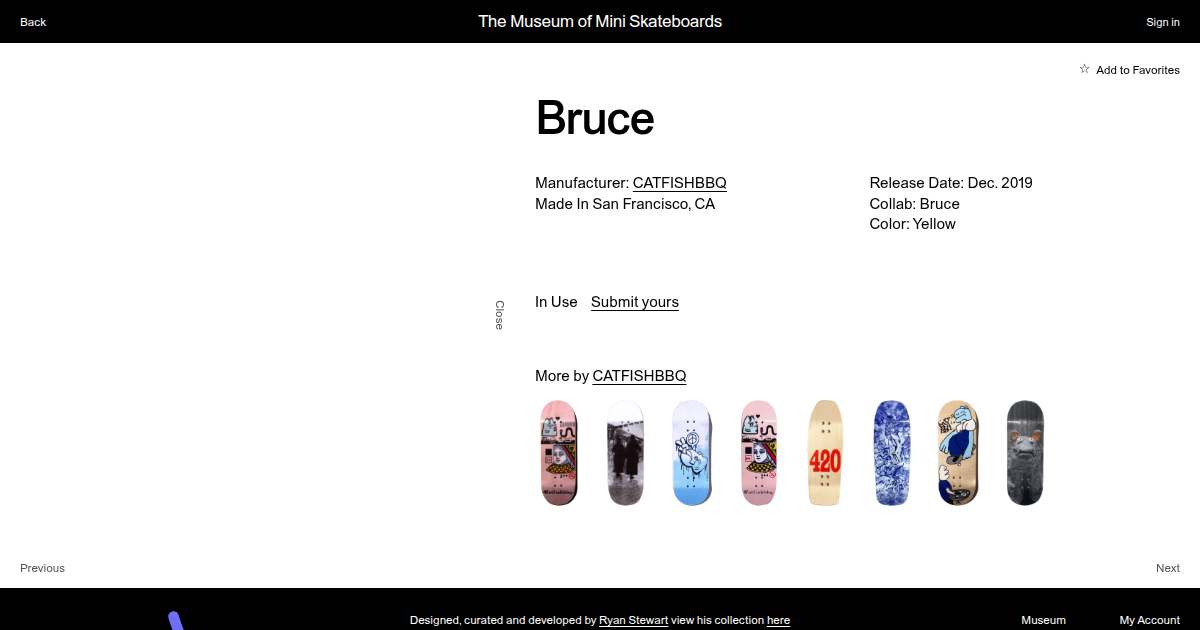 Back
The Museum of Mini Skateboards
Sign in
☆ Add to Favorites
Bruce
Manufacturer: CATFISHBBQ
Made In San Francisco, CA
Release Date: Dec. 2019
Collab: Bruce
Color: Yellow
Close
In Use Submit yours
More by CATFISHBBQ
420
Previous
Next
Designed, curated and developed by Ryan Stewart view his collection here
Museum
My Account